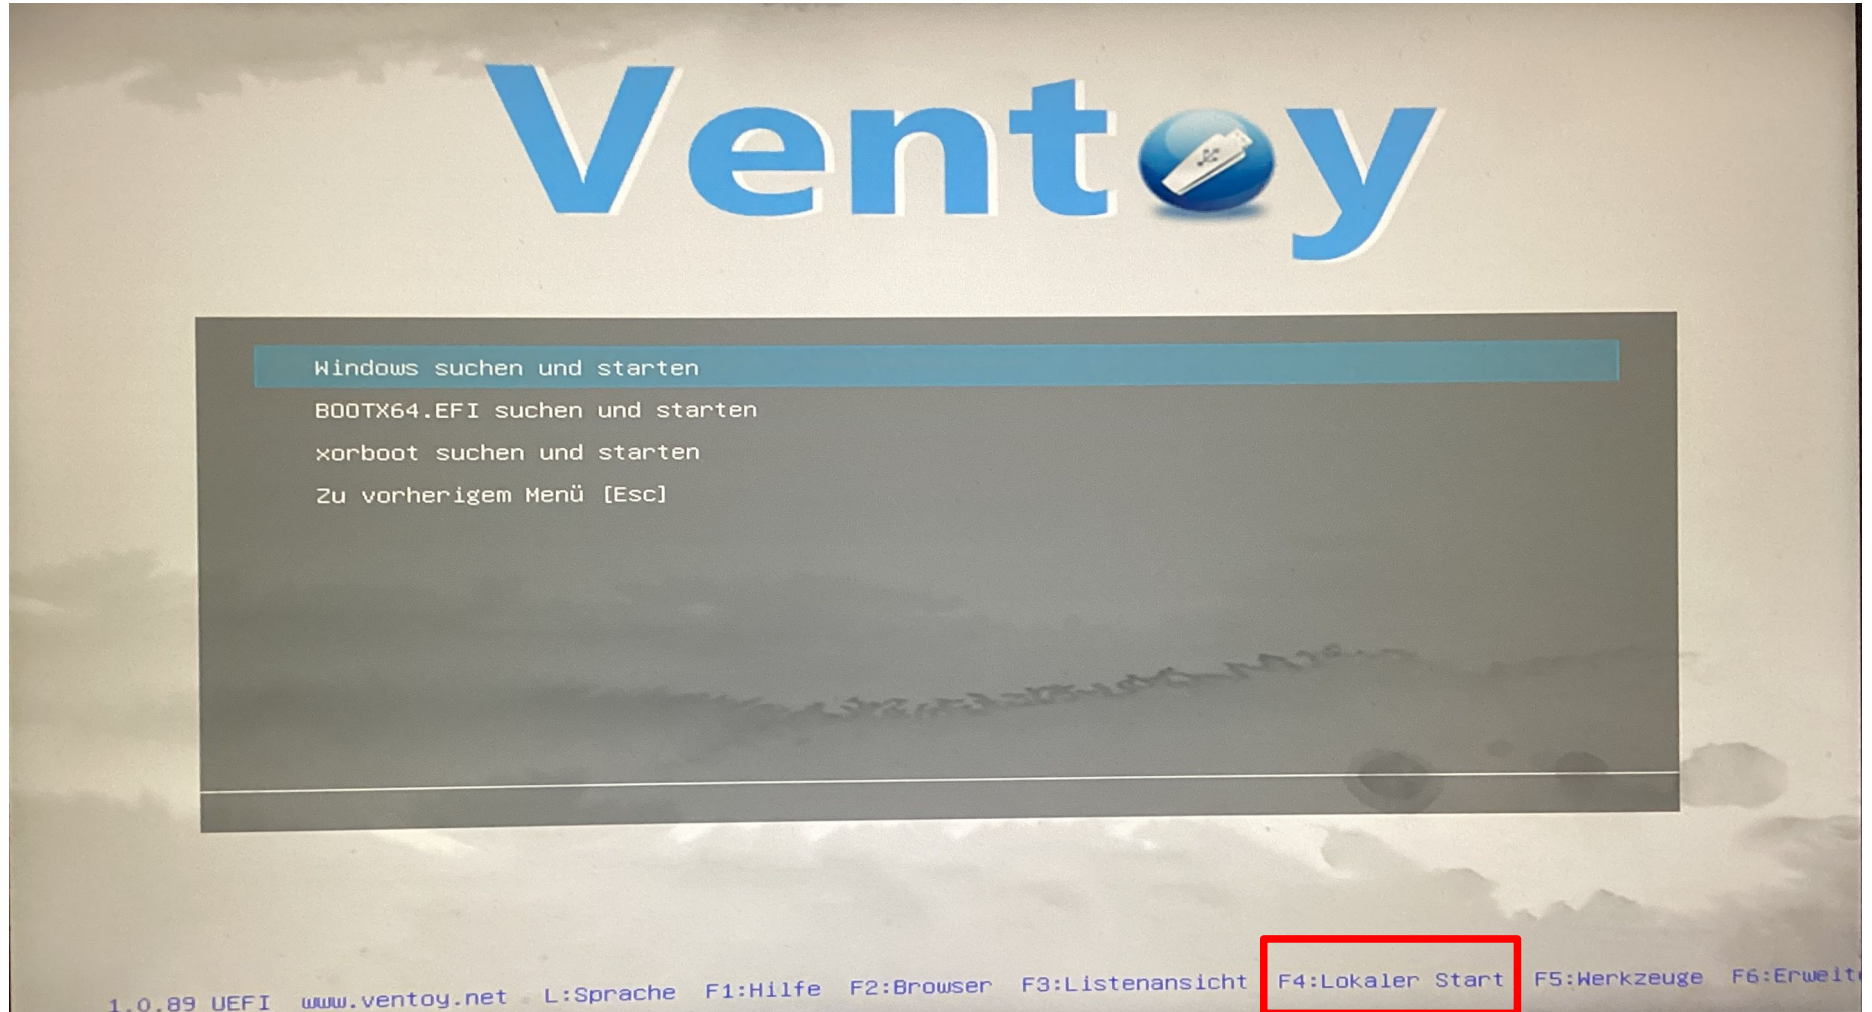 Ventoy
Windows suchen und starten
BOOTX64.EFI suchen und starten
xorboot suchen und starten
Zu vorherigem Menü [Esc]
1.0.89 UEFI www.ventoy.net L:Sprache F1:Hilfe F2:Browser F3:Listenansicht F4:Lokaler Start F5:Werkzeuge